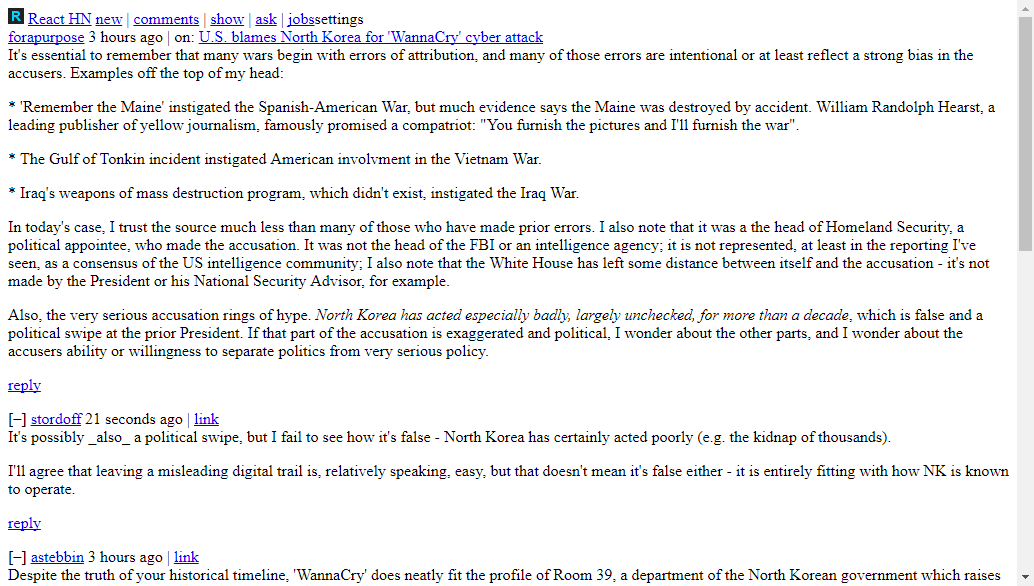 R React HN new | comments | show | ask | jobssettings
forapurpose 3 hours ago | on: U.S. blames North Korea for 'WannaCry' cyber attack
It's essential to remember that many wars begin with errors of attribution, and many of those errors are intentional or at least reflect a strong bias in the
accusers. Examples off the top of my head:
* 'Remember the Maine' instigated the Spanish-American War, but much evidence says the Maine was destroyed by accident. William Randolph Hearst, a
leading publisher of yellow journalism, famously promised a compatriot: "You furnish the pictures and I'll furnish the war".
* The Gulf of Tonkin incident instigated American involvment in the Vietnam War.
* Iraq's weapons of mass destruction program, which didn't exist, instigated the Iraq War.
In today's case, I trust the source much less than many of those who have made prior errors. I also note that it was a the head of Homeland Security, a
political appointee, who made the accusation. It was not the head of the FBI or an intelligence agency; it is not represented, at least in the reporting I've
seen, as a consensus of the US intelligence community; I also note that the White House has left some distance between itself and the accusation - it's not
made by the President or his National Security Advisor, for example.
Also, the very serious accusation rings of hype. North Korea has acted especially badly, largely unchecked, for more than a decade, which is false and a
political swipe at the prior President. If that part of the accusation is exaggerated and political, I wonder about the other parts, and I wonder about the
accusers ability or willingness to separate politics from very serious policy.
reply
[–] stordoff 21 seconds ago | link
It's possibly _also_ a political swipe, but I fail to see how it's false - North Korea has certainly acted poorly (e.g. the kidnap of thousands).
I'll agree that leaving a misleading digital trail is, relatively speaking, easy, but that doesn't mean it's false either - it is entirely fitting with how NK is known
to operate.
reply
[–] astebbin 3 hours ago | link
Despite the truth of your historical timeline, 'WannaCry' does neatly fit the profile of Room 39, a department of the North Korean government which raises